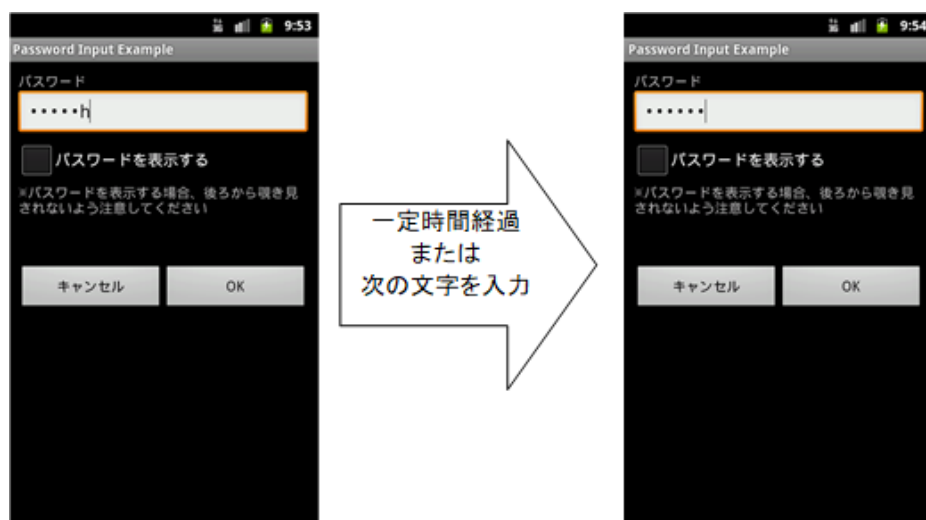 9:53
Password Input Example
パスワード
•••••h
パスワードを表示する
※パスワードを表示する場合、後ろから覗き見
されないよう注意してください
キャンセル OK
一定時間経過
または
次の文字を入力
9:54
Password Input Example
パスワード
••••••
パスワードを表示する
※パスワードを表示する場合、後ろから覗き見
されないよう注意してください
キャンセル OK